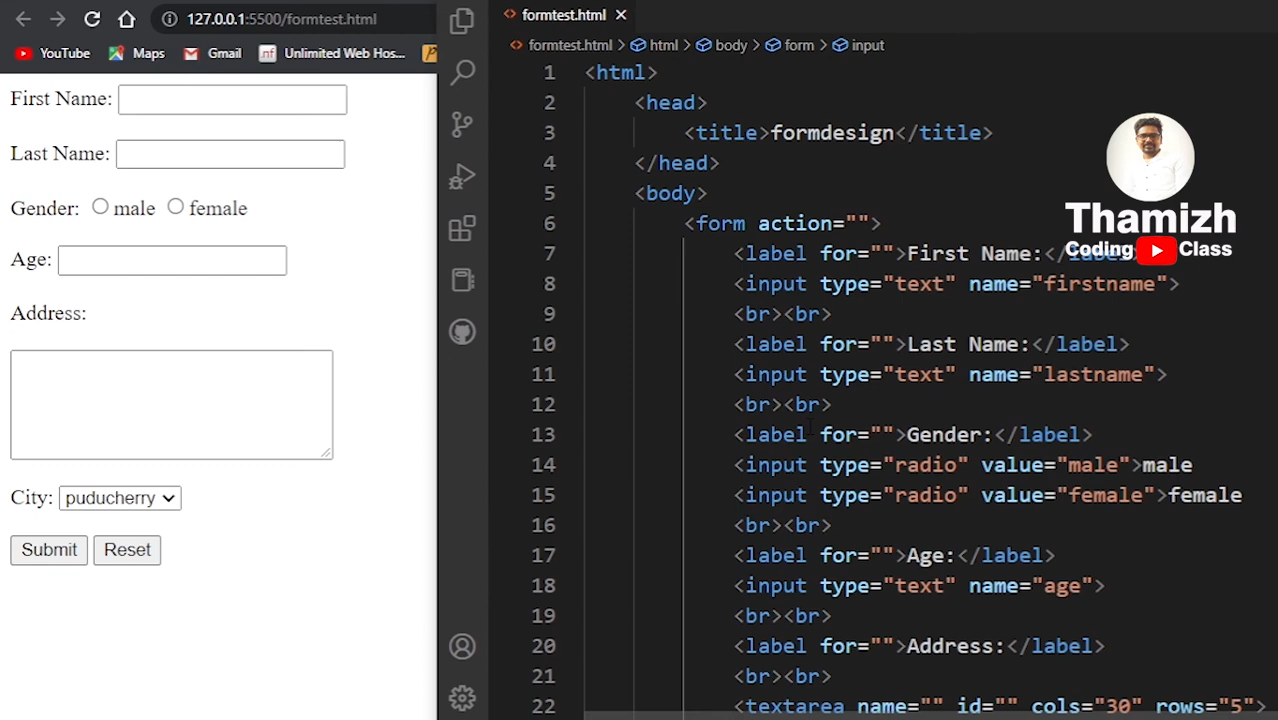 127.0.0.1:5500/formtest.html
YouTube Maps Gmail Unlimited Web Hos...
First Name:
Last Name:
Gender: male female
Age:
Address:
City: puducherry
Submit Reset
formtest.html
formtest.html > html > body > form > input
1 <html>
2 <head>
3 <title>formdesign</title>
4 </head>
5 <body>
6 <form action="">
7 <label for="">First Name:</label>
8 <input type="text" name="firstname">
9 <br><br>
10 <label for="">Last Name:</label>
11 <input type="text" name="lastname">
12 <br><br>
13 <label for="">Gender:</label>
14 <input type="radio" value="male">male
15 <input type="radio" value="female">female
16 <br><br>
17 <label for="">Age:</label>
18 <input type="text" name="age">
19 <br><br>
20 <label for="">Address:</label>
21 <br><br>
22 <textarea name="" id="" cols="30" rows="5">
Thamizh
Coding Class